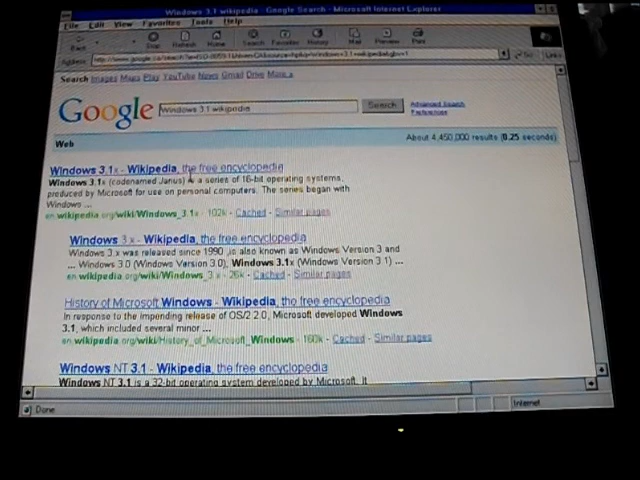 Windows 3.1 wikipedia - Google Search - Microsoft Internet Explorer
File Edit View Favorites Tools Help
Back Stop Refresh Home Search Favorites History Mail Preview Print
Address
Links
Search Images Maps Play YouTube News Gmail Drive More »
Google Windows 3.1 wikipedia Search Advanced Search
Preferences
Web About 4,450,000 results (0.25 seconds)
Windows 3.1x - Wikipedia, the free encyclopedia
Windows 3.1x (codenamed Janus) is a series of 16-bit operating systems,
produced by Microsoft for use on personal computers. The series began with
Windows ...
en.wikipedia.org/wiki/Windows_3.1x - 102k - Cached - Similar pages
Windows 3.x - Wikipedia, the free encyclopedia
Windows 3.x was released since 1990 ,is also known as Windows Version 3 and
... Windows 3.0 (Windows Version 3.0), Windows 3.1x (Windows Version 3.1) ...
en.wikipedia.org/wiki/Windows_3.x - 26k - Cached - Similar pages
History of Microsoft Windows - Wikipedia, the free encyclopedia
In response to the impending release of OS/2 2.0, Microsoft developed Windows
3.1, which included several minor ...
en.wikipedia.org/wiki/History_of_Microsoft_Windows - 160k - Cached - Similar pages
Windows NT 3.1 - Wikipedia, the free encyclopedia
Windows NT 3.1 is a 32-bit operating system developed by Microsoft. It
Done Internet